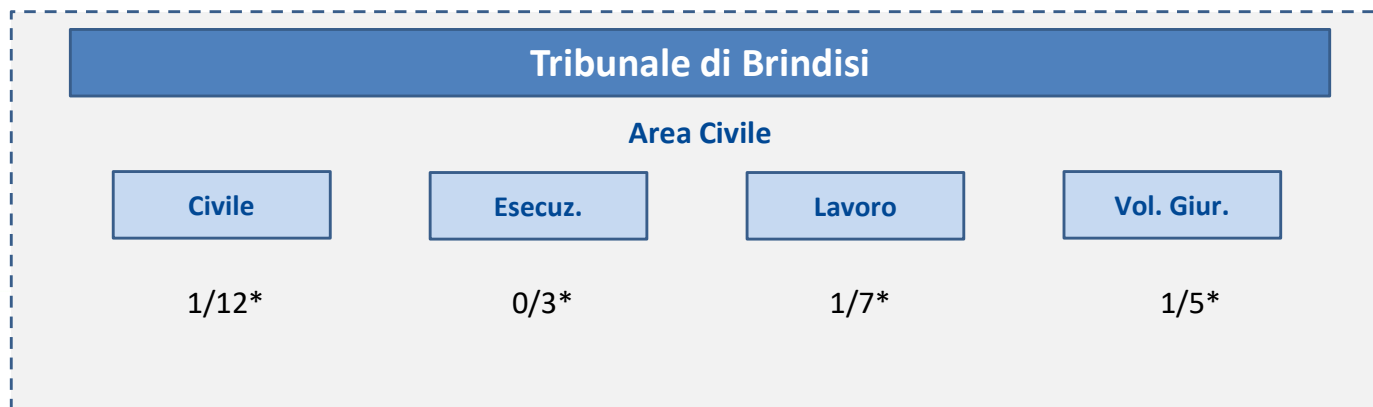 Tribunale di Brindisi
Area Civile
Civile Esecuz. Lavoro Vol. Giur.
1/12* 0/3* 1/7* 1/5*